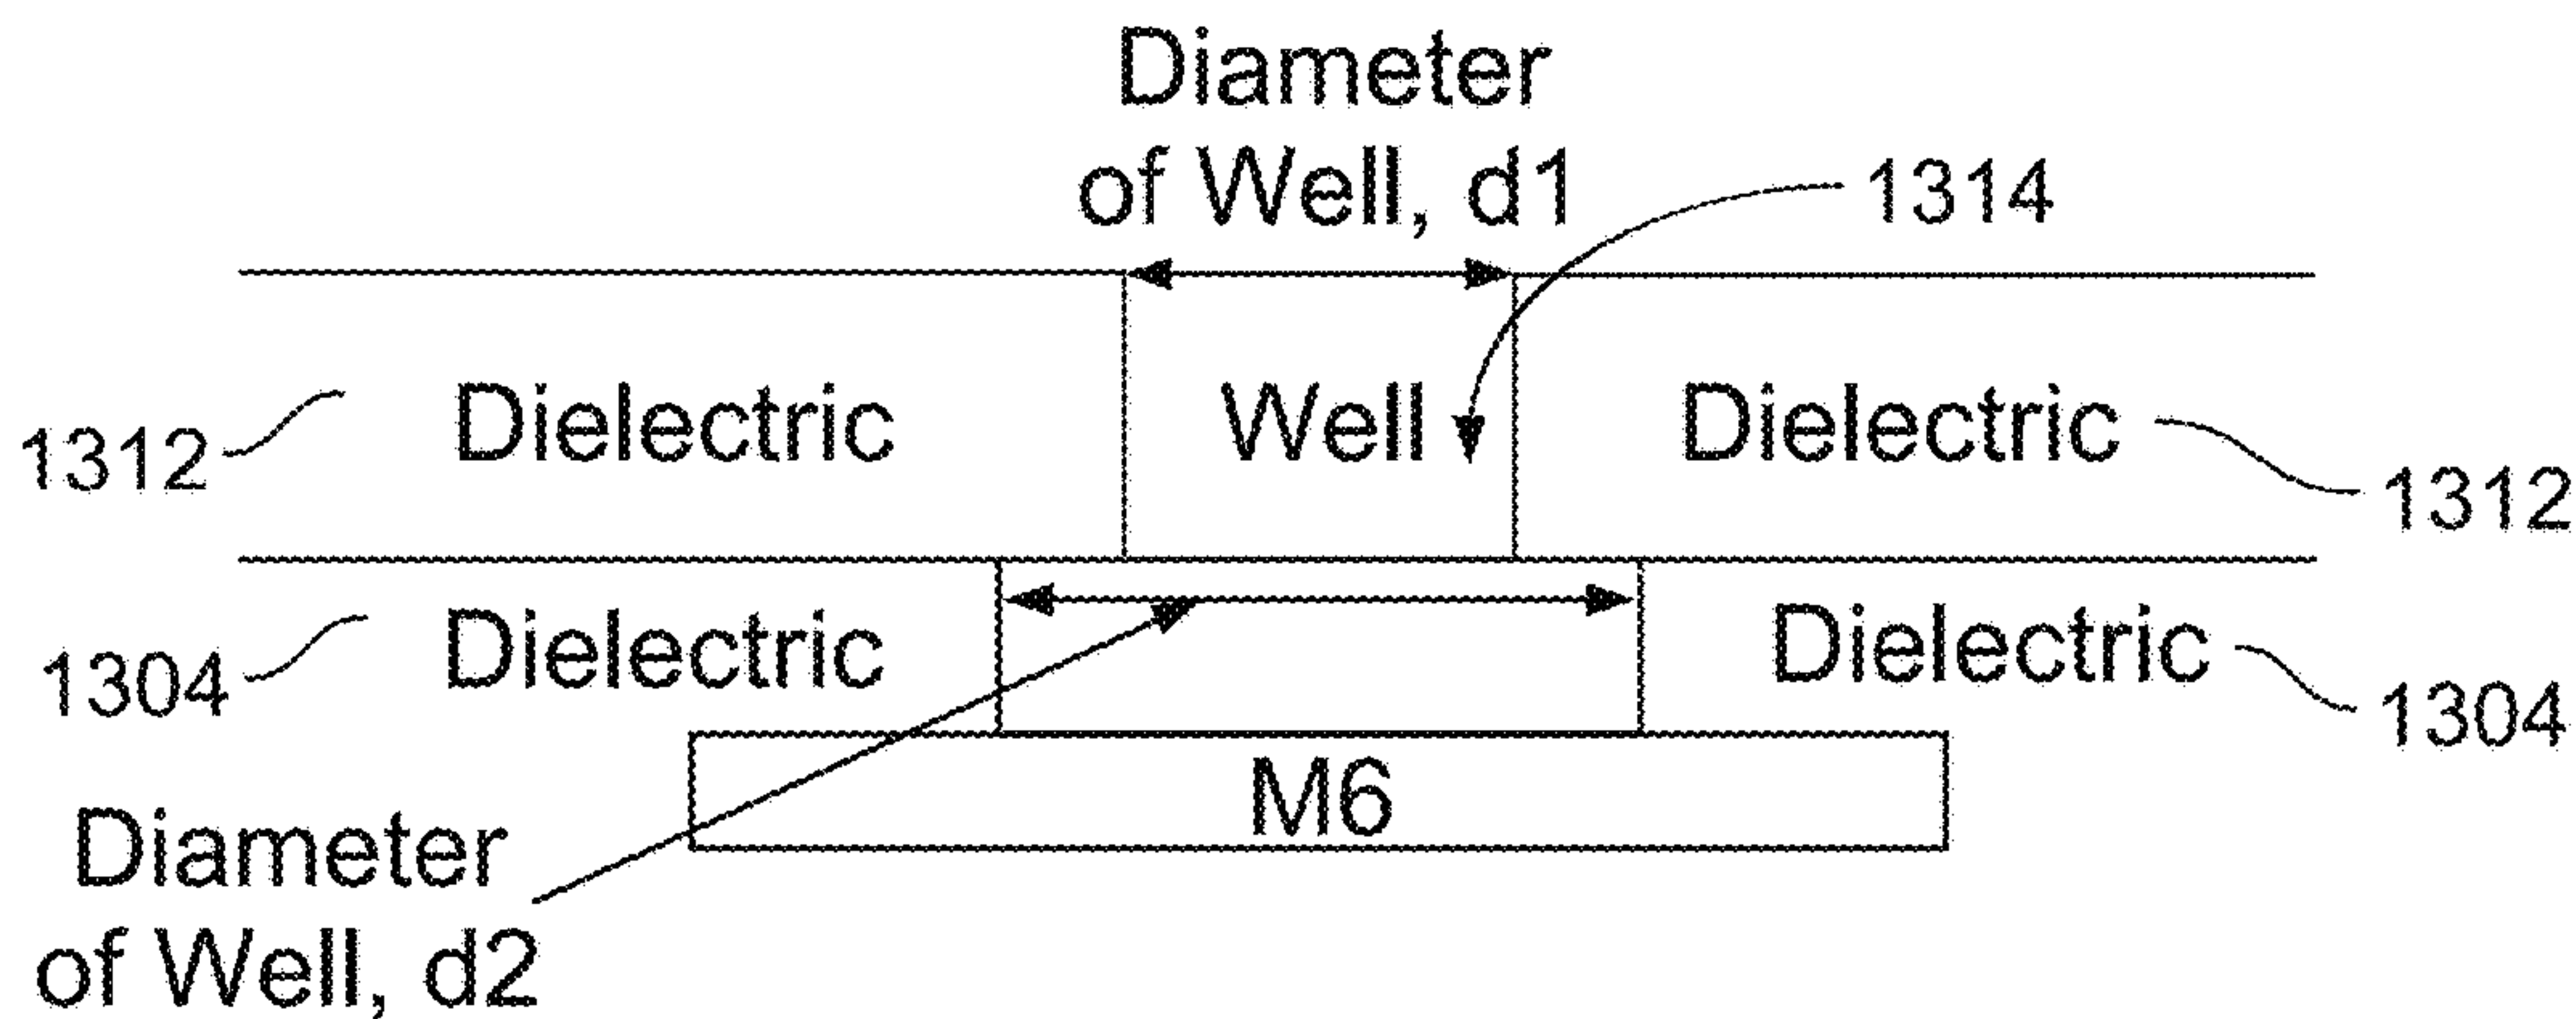 Diameter
of Well, d1
1314
1312
Dielectric
Well
Dielectric
1312
1304
Dielectric
Dielectric
1304
M6
Diameter
of Well, d2